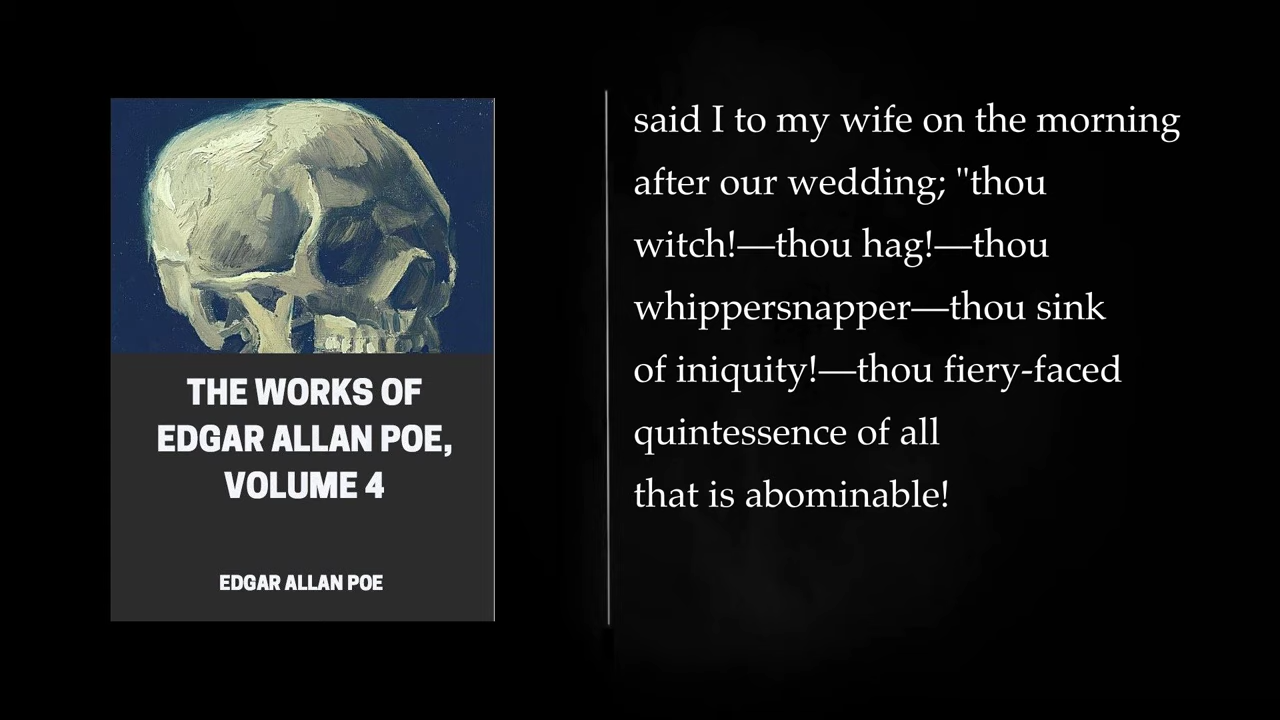 THE WORKS OF
EDGAR ALLAN POE,
VOLUME 4
EDGAR ALLAN POE
said I to my wife on the morning
after our wedding; "thou
witch!—thou hag!—thou
whippersnapper—thou sink
of iniquity!—thou fiery-faced
quintessence of all
that is abominable!